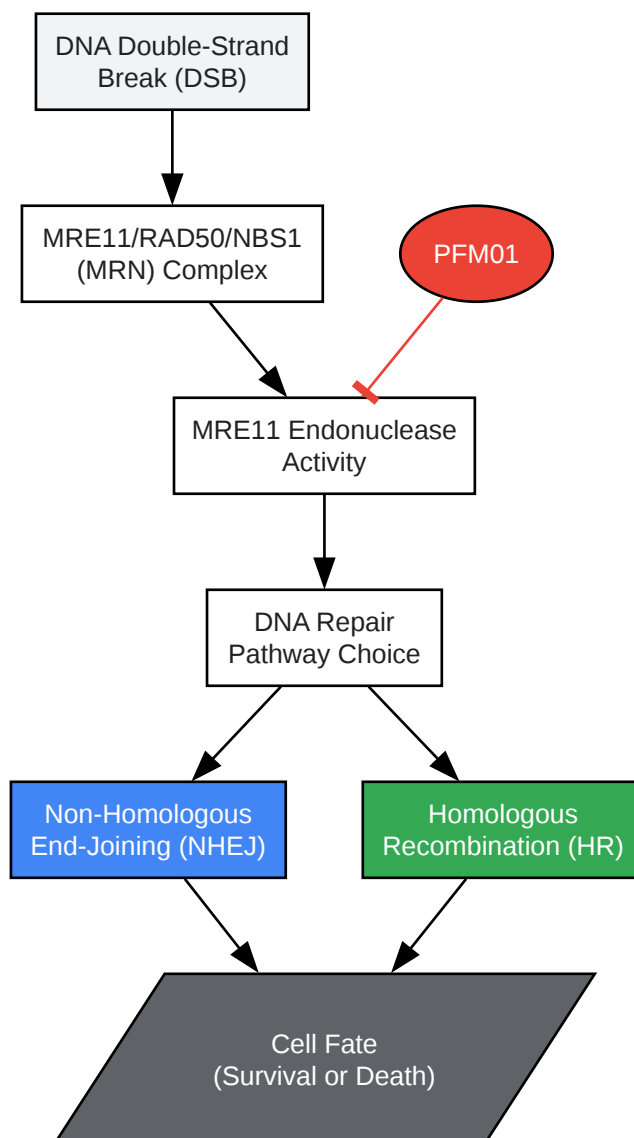 DNA Double-Strand
Break (DSB)
MRE11/RAD50/NBS1
(MRN) Complex
PFM01
MRE11 Endonuclease
Activity
DNA Repair
Pathway Choice
Non-Homologous
End-Joining (NHEJ)
Homologous
Recombination (HR)
Cell Fate
(Survival or Death)